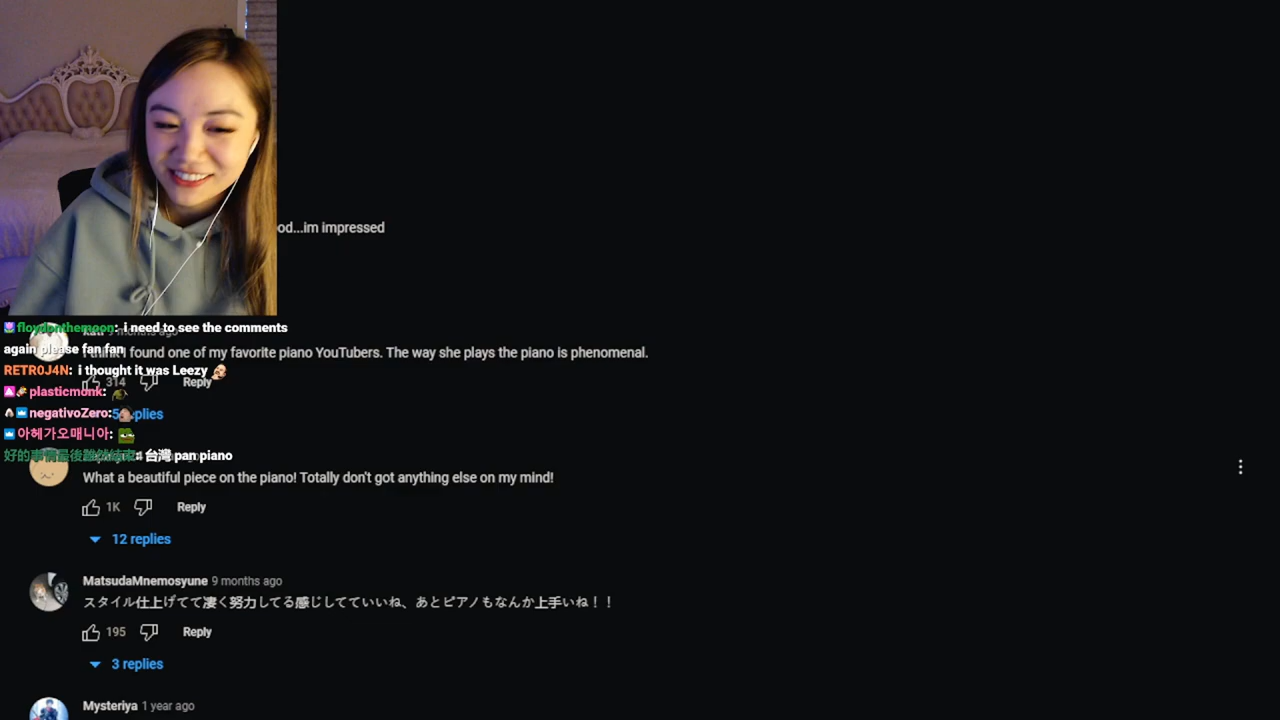 od...im impressed
floydonthemoon: i need to see the comments
9 months ago
again please fan fan
I think I found one of my favorite piano YouTubers. The way she plays the piano is phenomenal.
RETR0J4N: i thought it was Leezy
314 Reply
plasticmonk:
negativoZero:
5 replies
아헤가오매니아:
: 台灣 pan piano
What a beautiful piece on the piano! Totally don't got anything else on my mind!
1K Reply
12 replies
MatsudaMnemosyune 9 months ago
スタイル仕上げてて凄く努力してる感じしてていいね、あとピアノもなんか上手いね！！
195 Reply
3 replies
Mysteriya 1 year ago